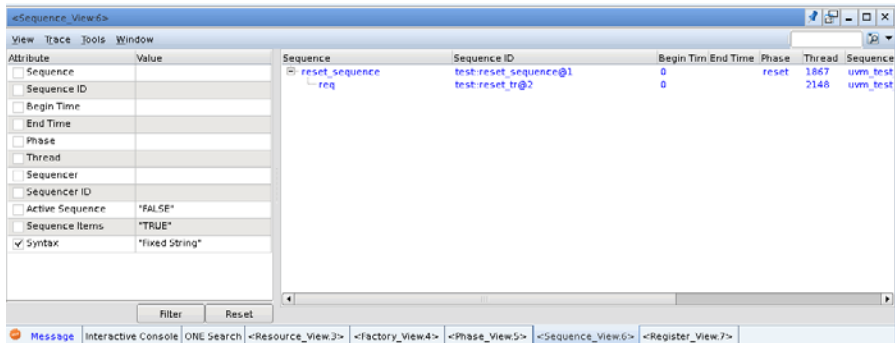 <Sequence_View:6>
View Trace Tools Window
Attribute Value
Sequence
Sequence ID
Begin Time
End Time
Phase
Thread
Sequencer
Sequencer ID
Active Sequence "FALSE"
Sequence Items "TRUE"
Syntax "Fixed String"
Filter Reset
Sequence Sequence ID Begin Tim End Time Phase Thread Sequence
reset_sequence test::reset_sequence@1 0 reset 1867 uvm_test
req test::reset_tr@2 0 2148 uvm_test
Message Interactive Console ONE Search <Resource_View.3> <Factory_View.4> <Phase_View.5> <Sequence_View.6> <Register_View.7>